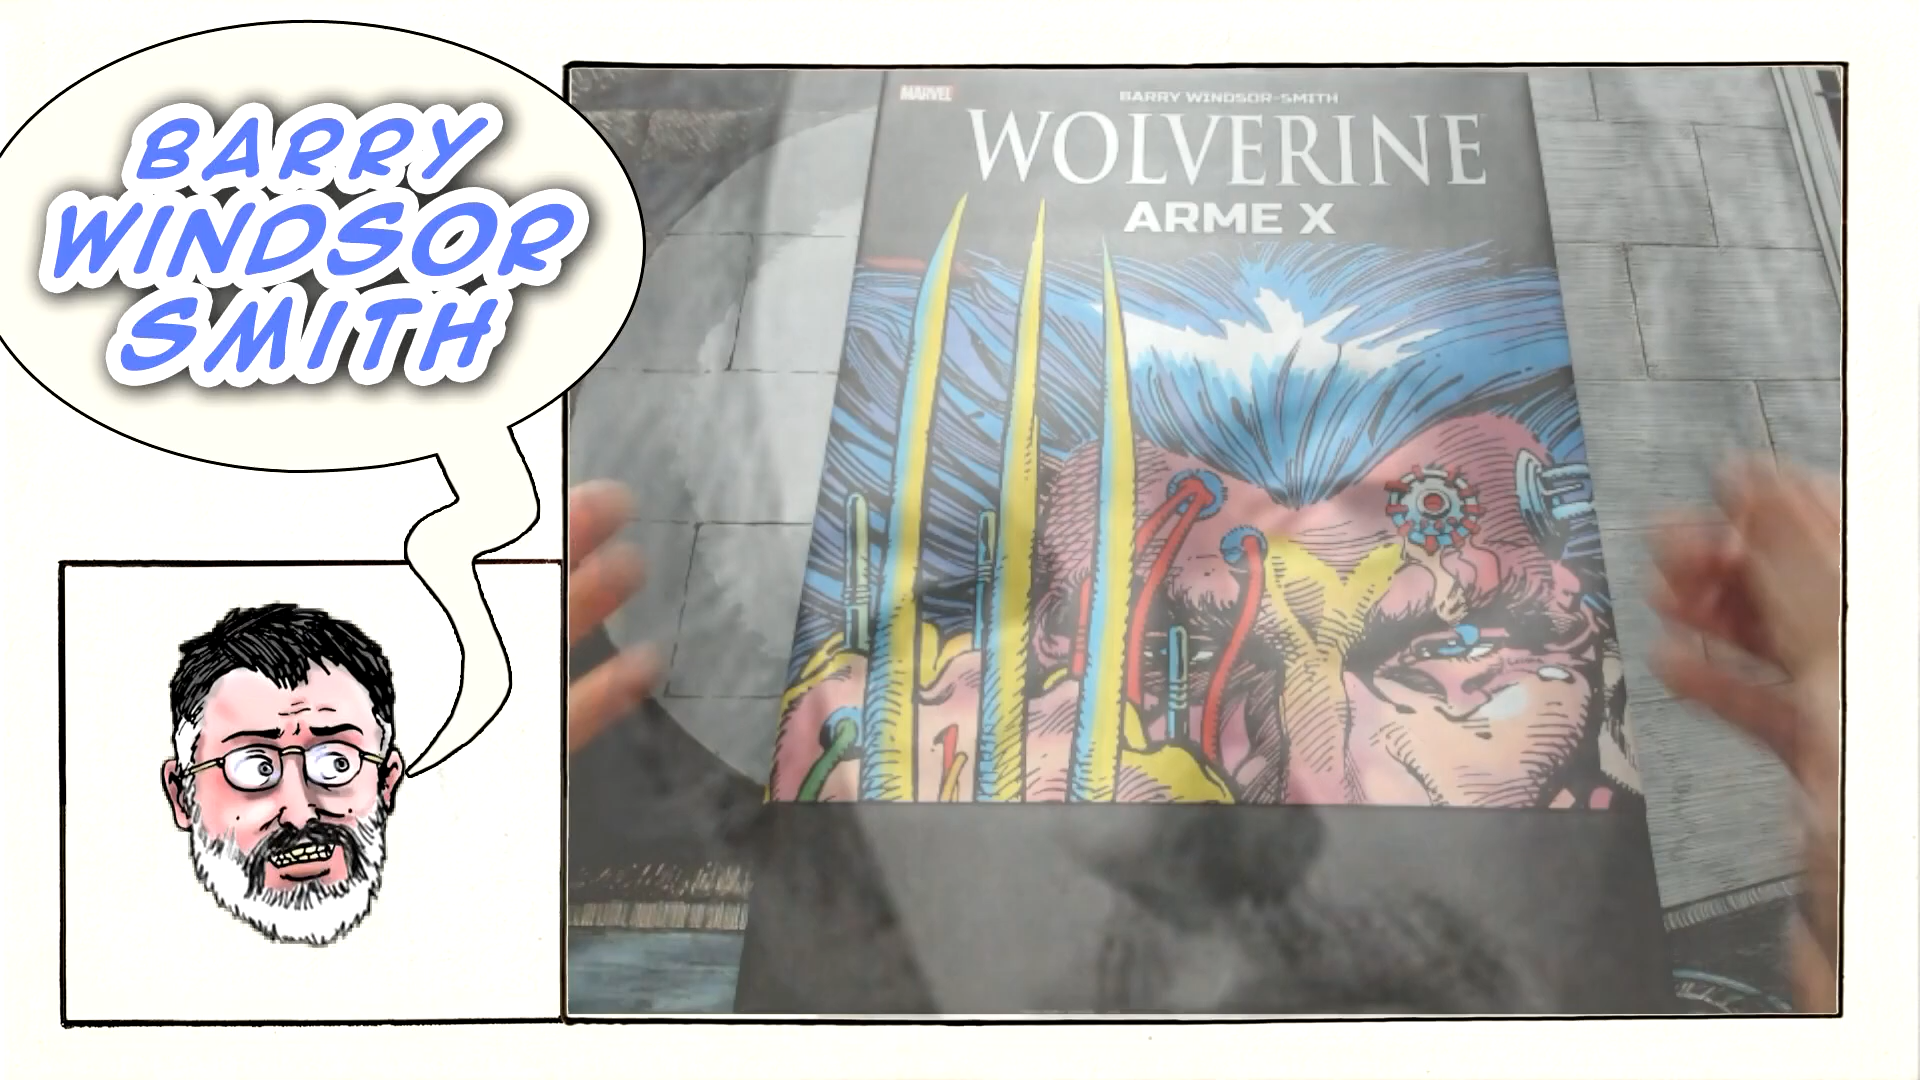 BARRY
WINDSOR
SMITH
MARVEL
BARRY WINDSOR-SMITH
WOLVERINE
ARME X